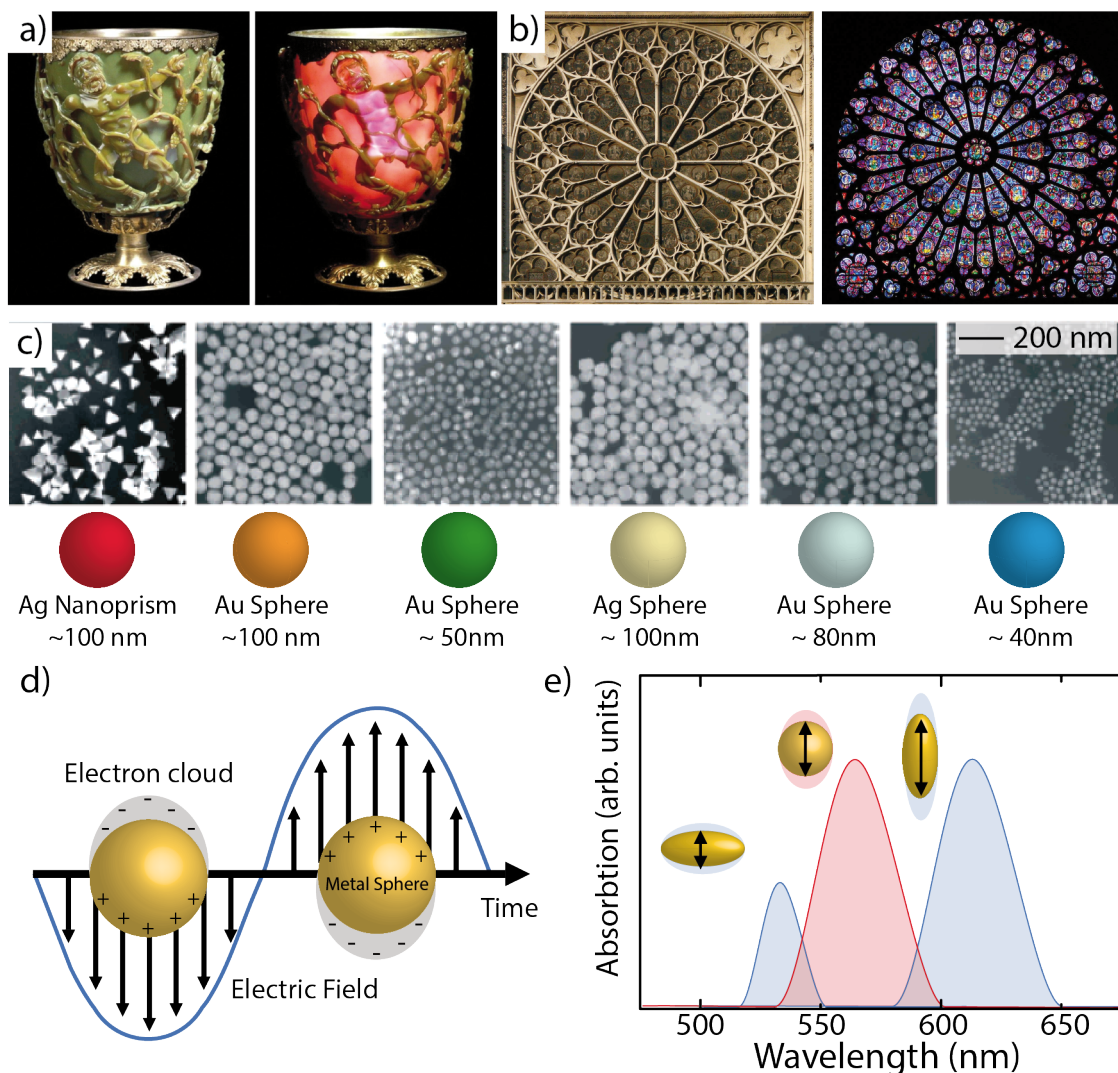 a)
b)
c)
200 nm
Ag Nanoprism
~100 nm
Au Sphere
~100 nm
Au Sphere
~ 50nm
Ag Sphere
~ 100nm
Au Sphere
~ 80nm
Au Sphere
~ 40nm
d)
Electron cloud
- - - - -
+ + + + +
+ + + + +
Metal Sphere
- - - - -
Time
Electric Field
e)
Absorbtion (arb. units)
500 550 600 650
Wavelength (nm)